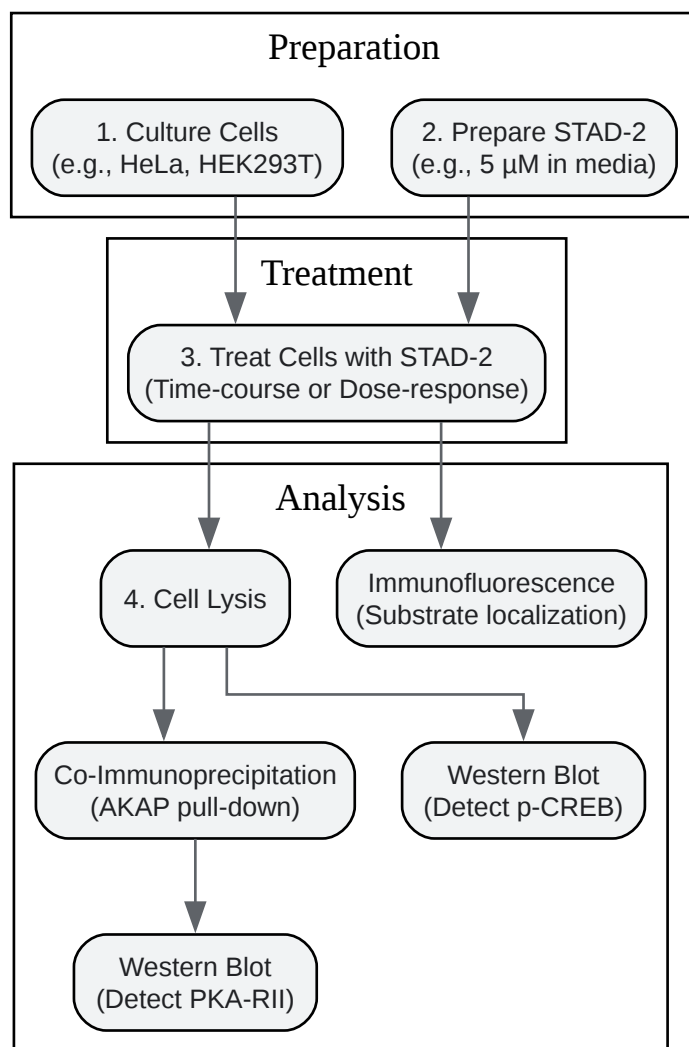 Preparation
1. Culture Cells
(e.g., HeLa, HEK293T)
2. Prepare STAD-2
(e.g., 5 µM in media)
Treatment
3. Treat Cells with STAD-2
(Time-course or Dose-response)
Analysis
4. Cell Lysis
Immunofluorescence
(Substrate localization)
Co-Immunoprecipitation
(AKAP pull-down)
Western Blot
(Detect p-CREB)
Western Blot
(Detect PKA-RII)